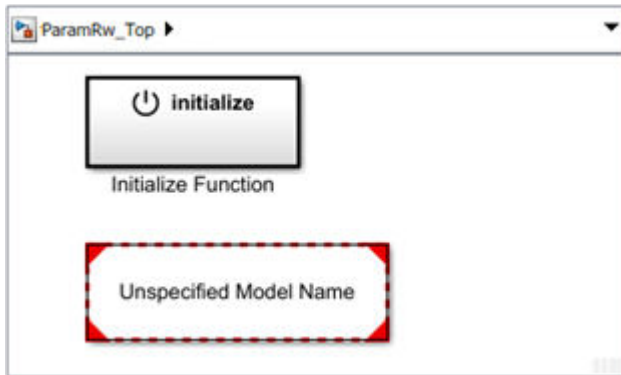 ParamRw_Top
initialize
Initialize Function
Unspecified Model Name